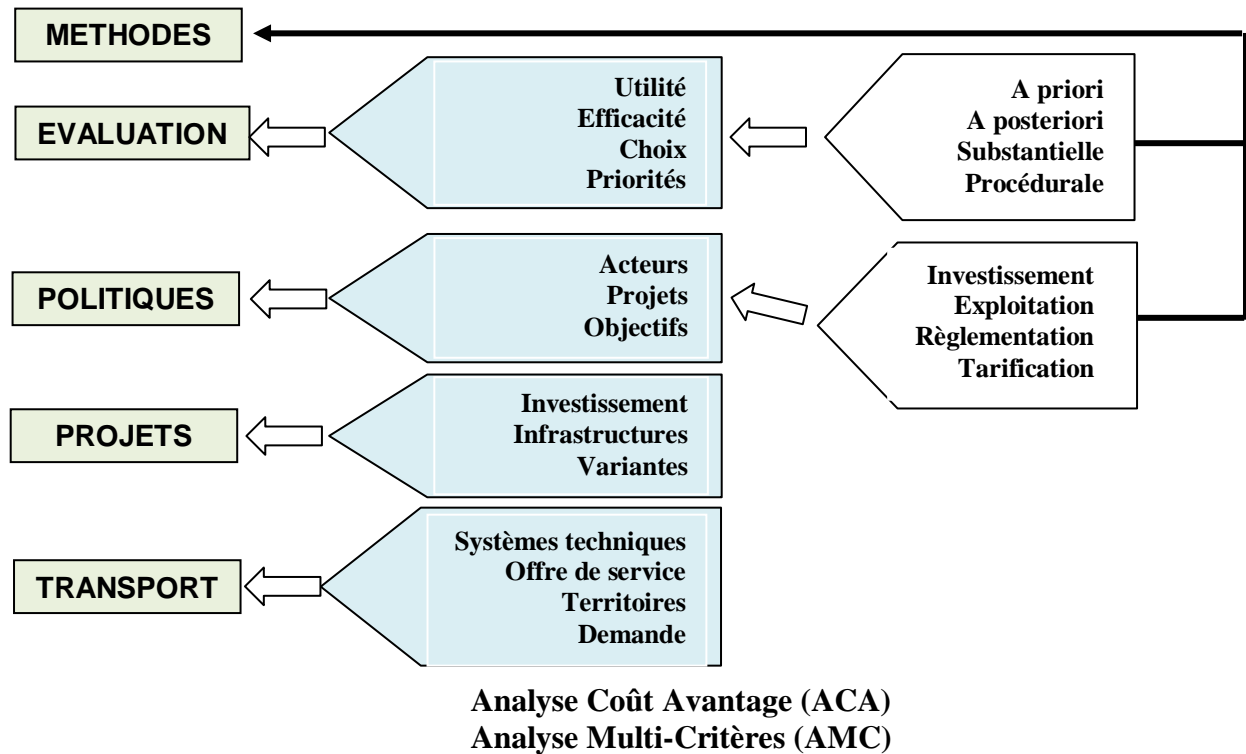 METHODES
EVALUATION
Utilité
Efficacité
Choix
Priorités
A priori
A posteriori
Substantielle
Procédurale
POLITIQUES
Acteurs
Projets
Objectifs
Investissement
Exploitation
Règlementation
Tarification
PROJETS
Investissement
Infrastructures
Variantes
TRANSPORT
Systèmes techniques
Offre de service
Territoires
Demande
Analyse Coût Avantage (ACA)
Analyse Multi-Critères (AMC)